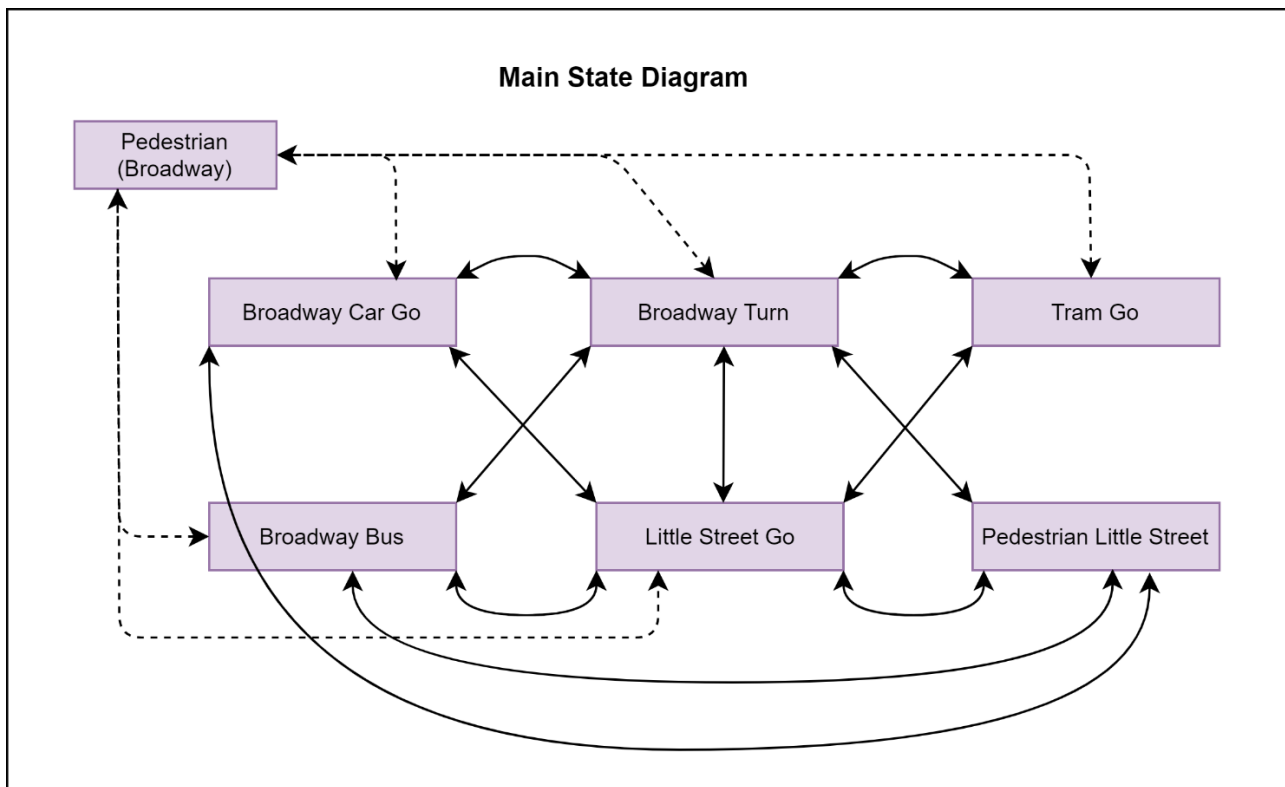 Main State Diagram
Pedestrian
(Broadway)
Broadway Car Go
Broadway Turn
Tram Go
Broadway Bus
Little Street Go
Pedestrian Little Street